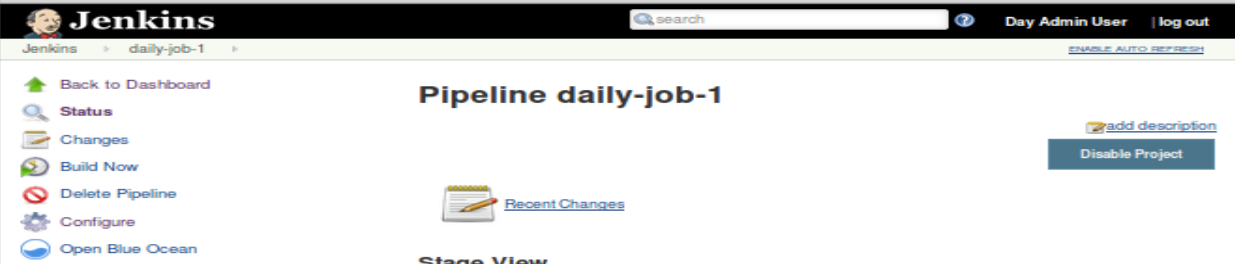 Jenkins
search
Day Admin User | log out
Jenkins daily-job-1
ENABLE AUTO REFRESH
Back to Dashboard
Status
Changes
Build Now
Delete Pipeline
Configure
Open Blue Ocean
Pipeline daily-job-1
add description
Disable Project
Recent Changes
Stage View